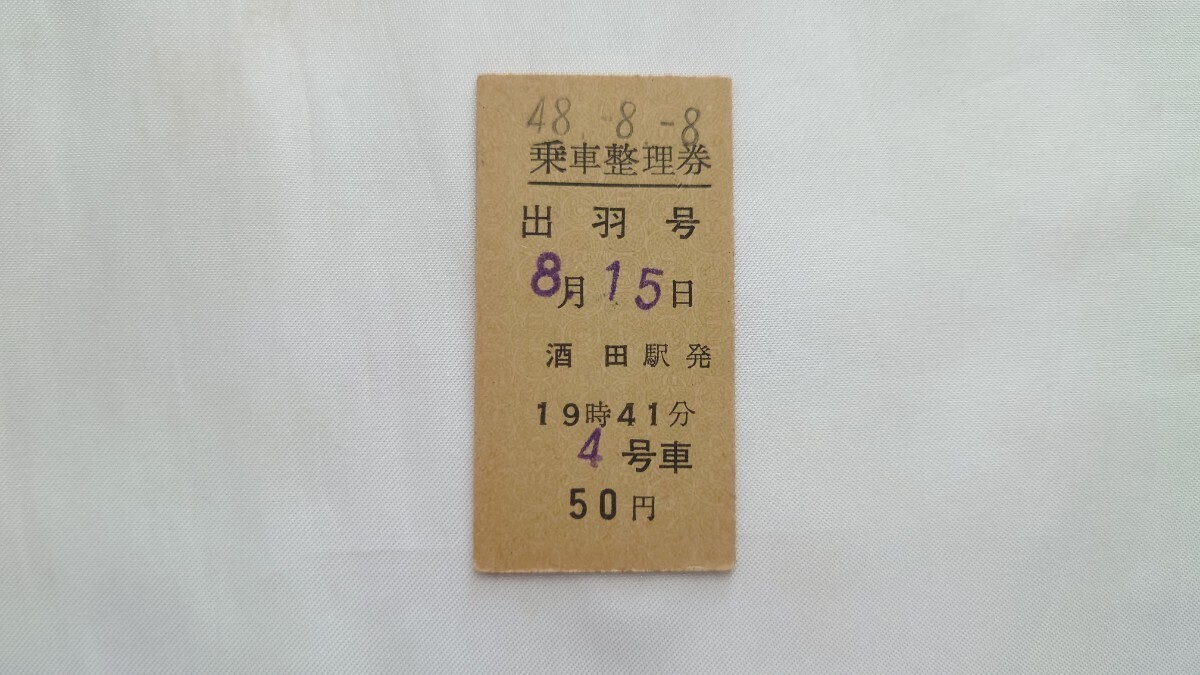 48 -8 -8
乗車整理券
出羽号
8月15日
酒田駅発
19時41分
4号車
50円